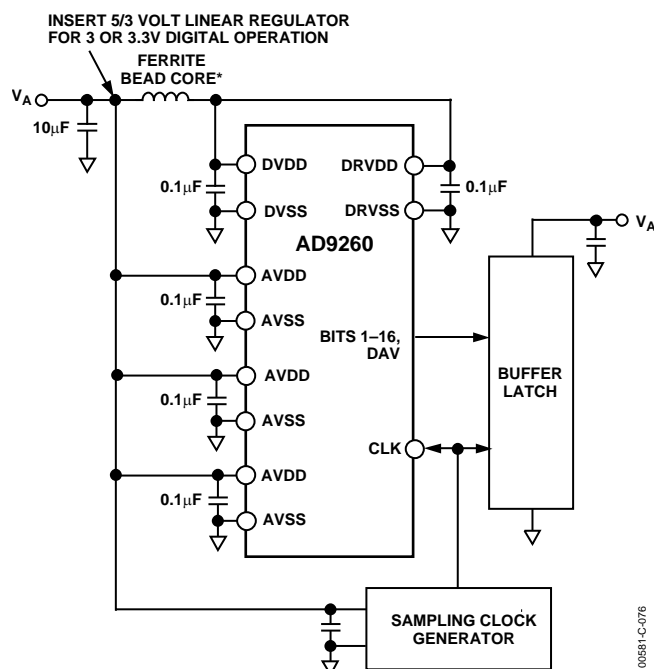 INSERT 5/3 VOLT LINEAR REGULATOR
FOR 3 OR 3.3V DIGITAL OPERATION
FERRITE
BEAD CORE*
VA
10μF
DVDD
DRVDD
0.1μF
0.1μF
DVSS
DRVSS
AD9260
VA
AVDD
0.1μF
AVSS
BITS 1–16,
DAV
BUFFER
LATCH
AVDD
0.1μF
AVSS
CLK
AVDD
0.1μF
AVSS
SAMPLING CLOCK
GENERATOR
00581-C-076